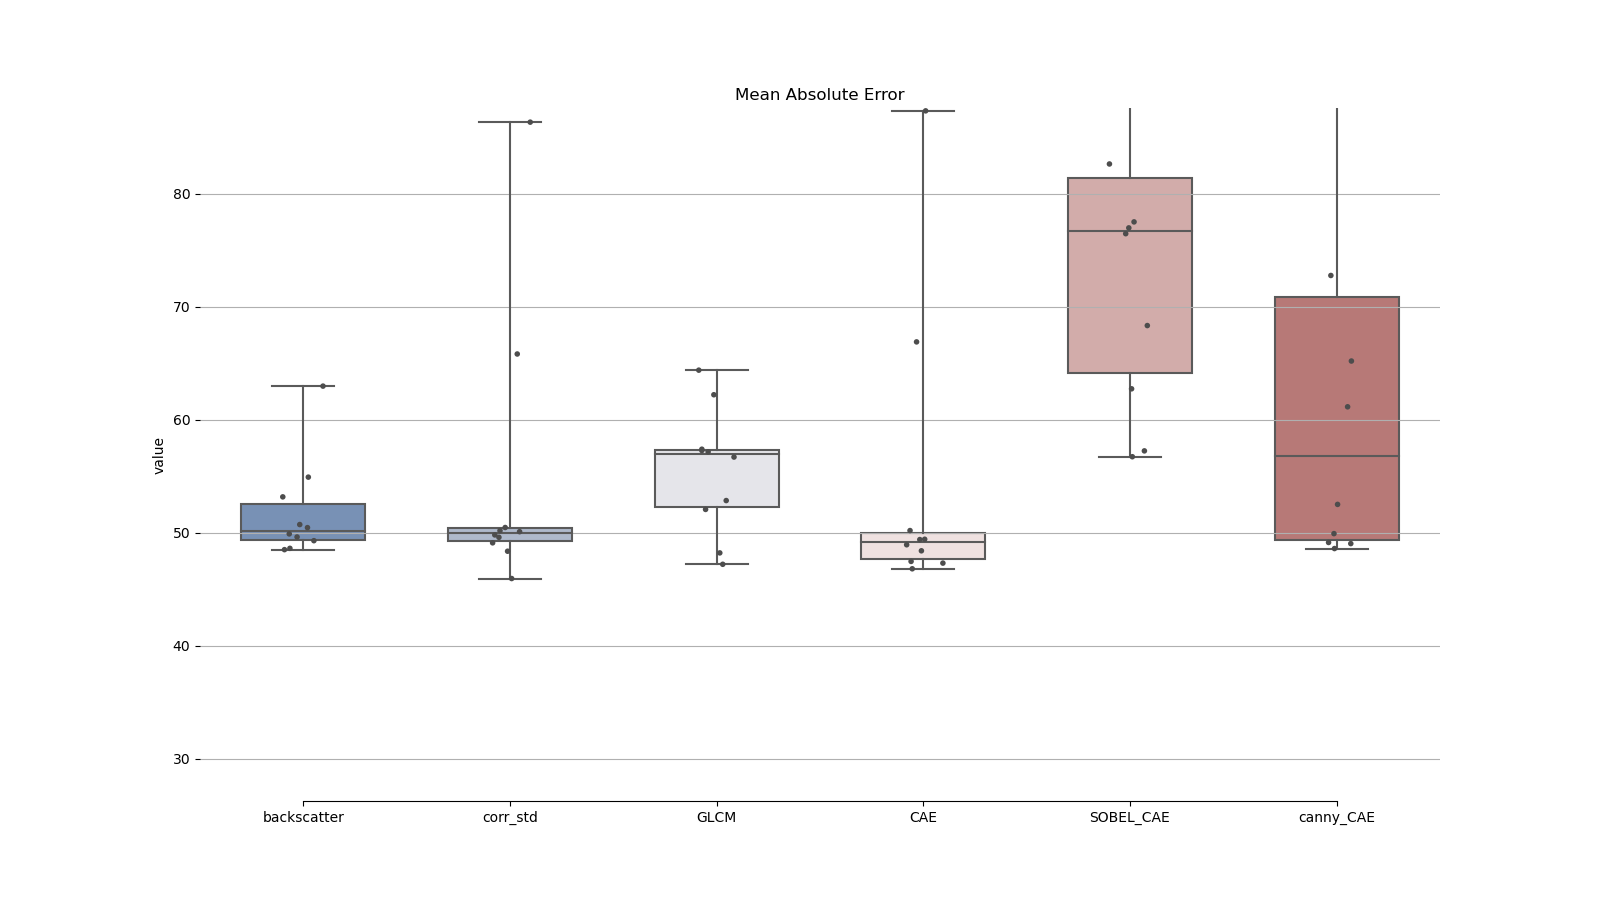 Mean Absolute Error
value
80
70
60
50
40
30
backscatter
corr_std
GLCM
CAE
SOBEL_CAE
canny_CAE